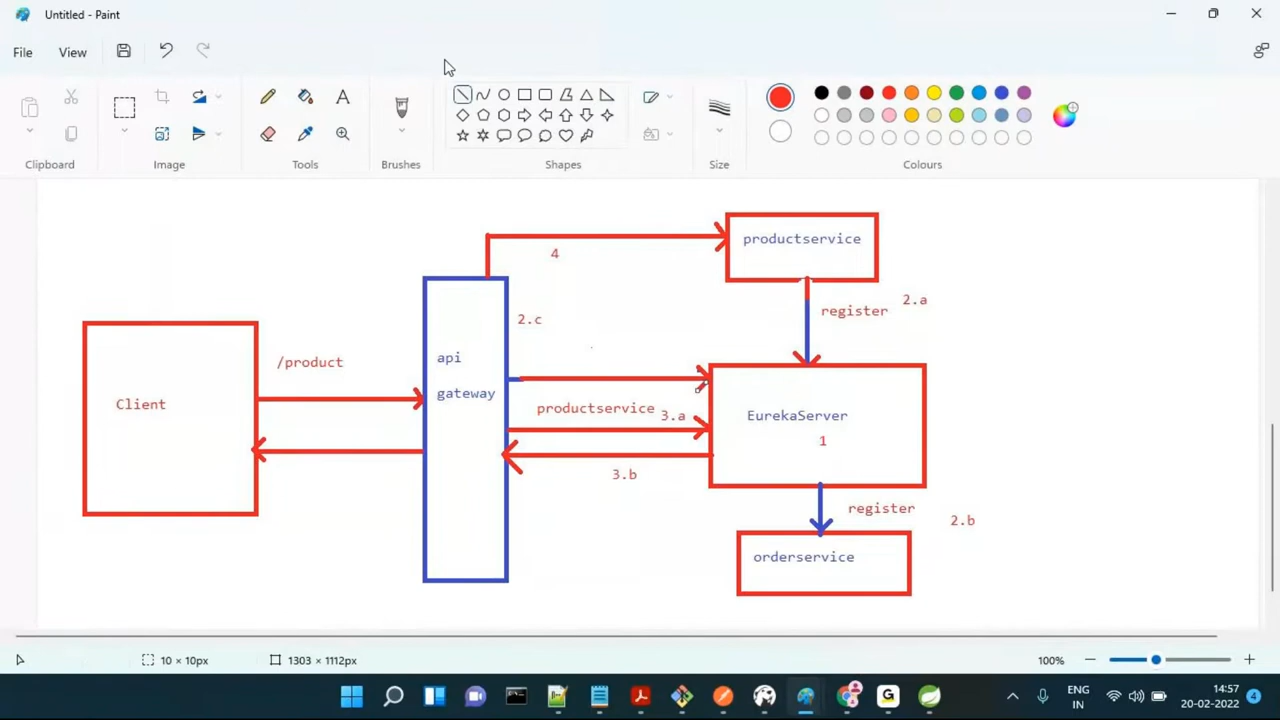 Untitled - Paint
File
View
Clipboard
Image
Tools
Brushes
Shapes
Size
Colours
productservice
4
2.a
register
2.c
/product
api
gateway
Client
productservice
3.a
EurekaServer
1
3.b
register
2.b
orderservice
10 × 10px
1303 × 1112px
100%
ENG
IN
14:57
20-02-2022
4